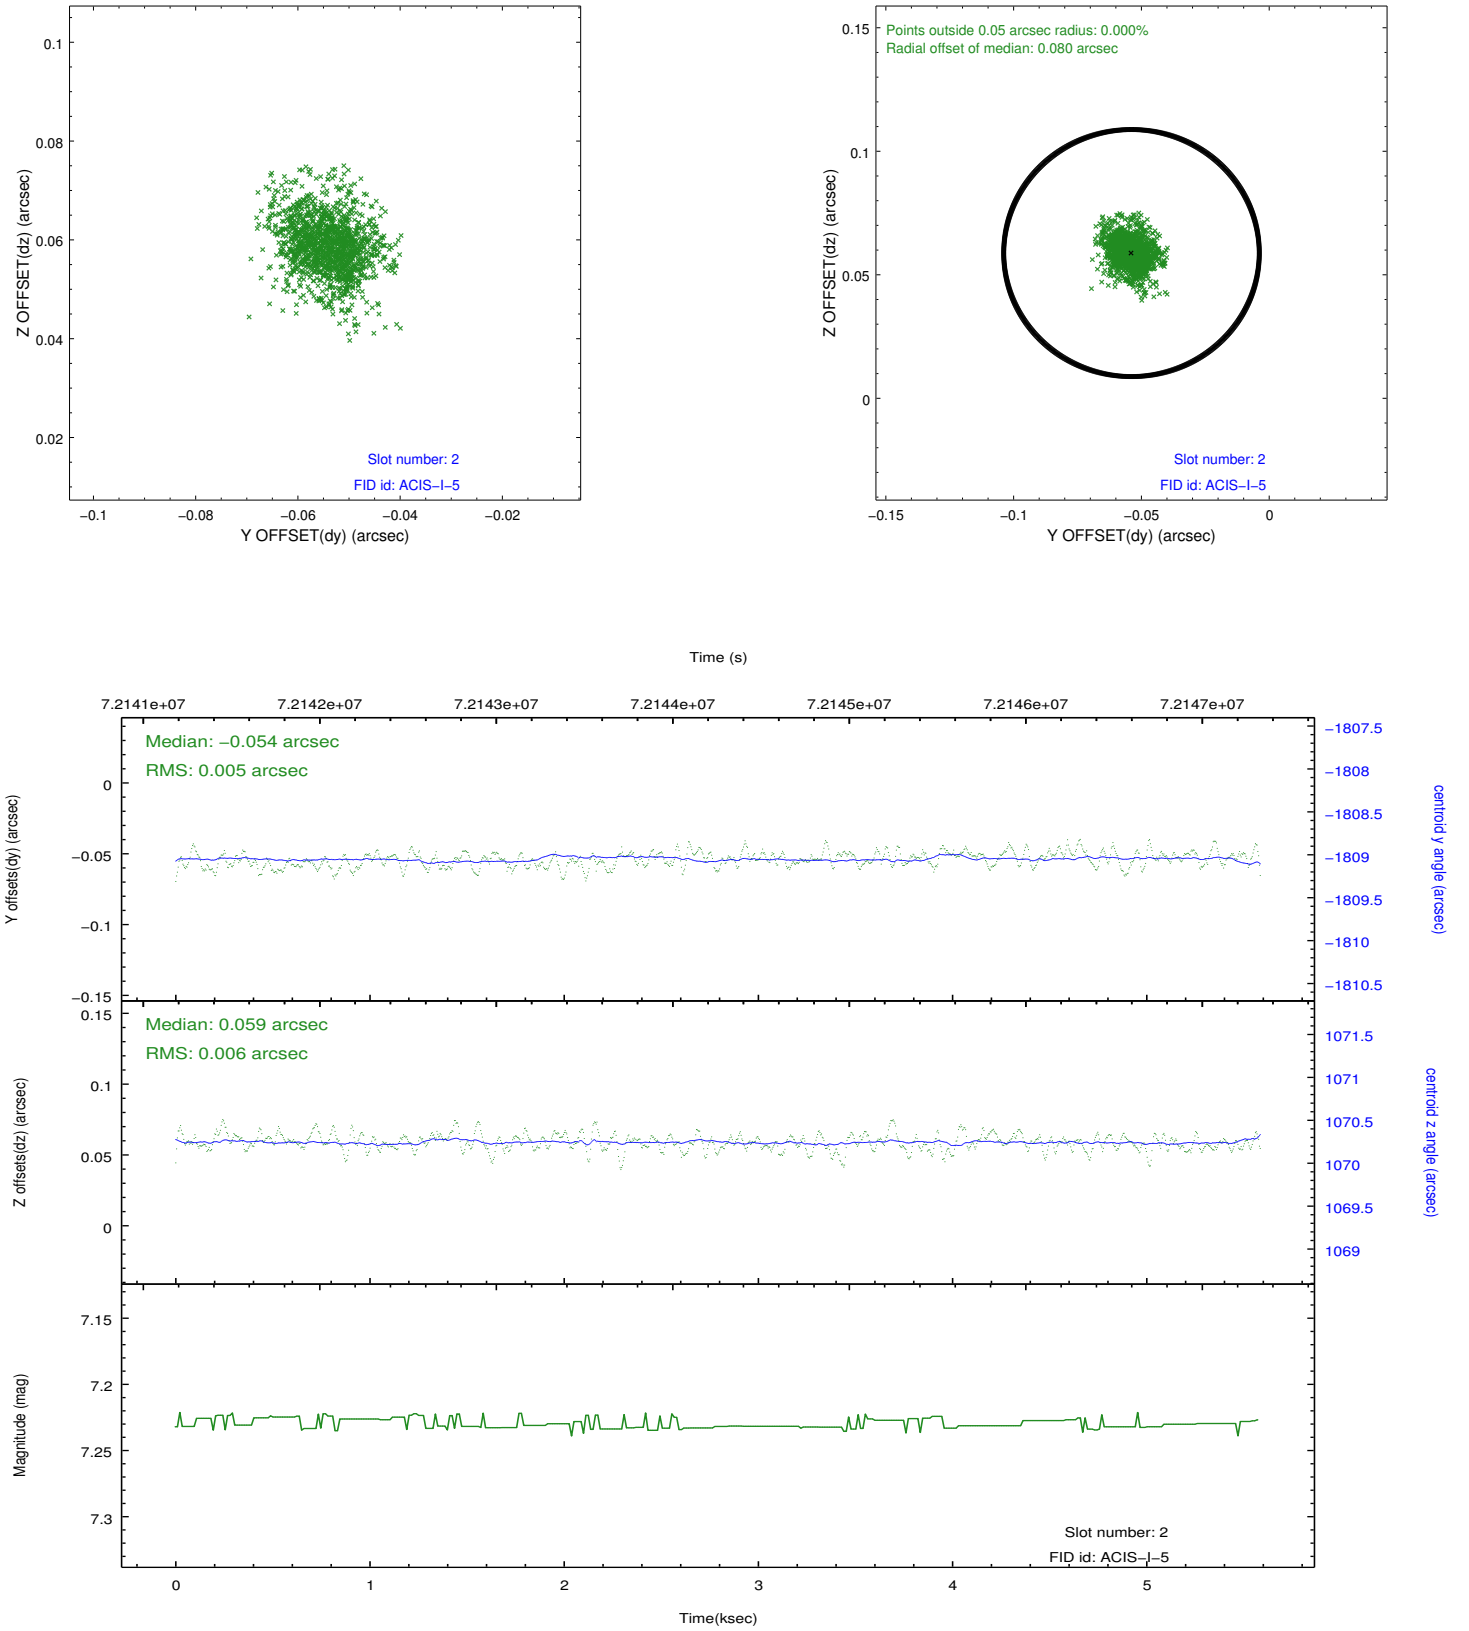 0.1
0.08
0.06
0.04
0.02
Z OFFSET(dz) (arcsec)
Slot number: 2
FID id: ACIS−I−5
−0.1 −0.08 −0.06 −0.04 −0.02
Y OFFSET(dy) (arcsec)
Points outside 0.05 arcsec radius: 0.000%
Radial offset of median: 0.080 arcsec
0.15
0.1
0.05
0
Z OFFSET(dz) (arcsec)
Slot number: 2
FID id: ACIS−I−5
−0.15 −0.1 −0.05 0
Y OFFSET(dy) (arcsec)
Time (s)
7.2141e+07 7.2142e+07 7.2143e+07 7.2144e+07 7.2145e+07 7.2146e+07 7.2147e+07
Median: −0.054 arcsec
RMS: 0.005 arcsec
0
−0.05
−0.1
−0.15
Y offsets(dy) (arcsec)
−1807.5
−1808
−1808.5
−1809
−1809.5
−1810
−1810.5
centroid y angle (arcsec)
Median: 0.059 arcsec
RMS: 0.006 arcsec
0.15
0.1
0.05
0
Z offsets(dz) (arcsec)
1071.5
1071
1070.5
1070
1069.5
1069
centroid z angle (arcsec)
7.15
7.2
7.25
7.3
Magnitude (mag)
Slot number: 2
FID id: ACIS−I−5
0 1 2 3 4 5
Time(ksec)